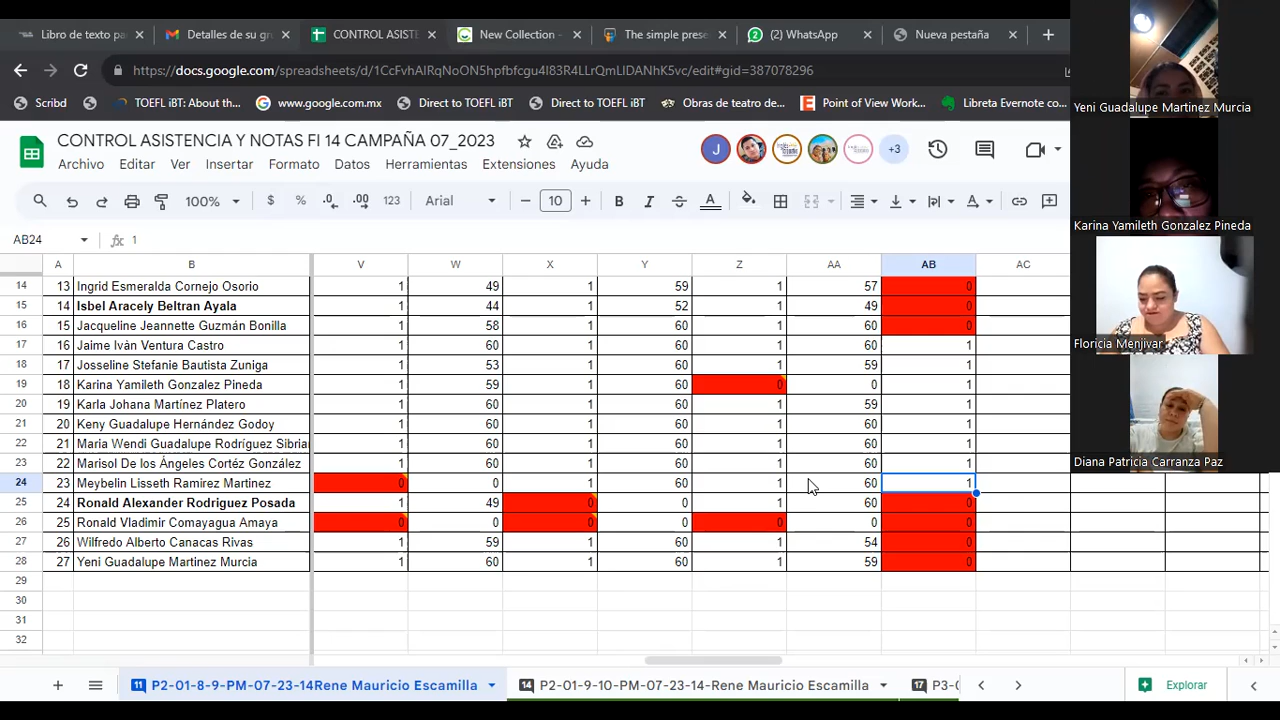 Libro de texto pa
Detalles de su gr
CONTROL ASIST
New Collection -
The simple prese
(2) WhatsApp
Nueva pestaña
https://docs.google.com/spreadsheets/d/1CcFvhAIRqNoON5hpfbfcgu4I83R4LLrQmLIDANhK5vc/edit#gid=387078296
Scribd
TOEFL iBT: About th...
www.google.com.mx
Direct to TOEFL iBT
Direct to TOEFL iBT
Obras de teatro de...
Point of View Work...
Libreta Evernote co...
CONTROL ASISTENCIA Y NOTAS FI 14 CAMPAÑA 07_2023
J
+3
Archivo Editar Ver Insertar Formato Datos Herramientas Extensiones Ayuda
100% $ % .0 .00 123 Arial 10 B I A
AB24 fx 1
A B V W X Y Z AA AB AC
14 13 Ingrid Esmeralda Cornejo Osorio 1 49 1 59 1 57 0
15 14 Isbel Aracely Beltran Ayala 1 44 1 52 1 49 0
16 15 Jacqueline Jeannette Guzmán Bonilla 1 58 1 60 1 60 0
17 16 Jaime Iván Ventura Castro 1 60 1 60 1 60 1
18 17 Josseline Stefanie Bautista Zuniga 1 53 1 60 1 59 1
19 18 Karina Yamileth Gonzalez Pineda 1 59 1 60 0 0 1
20 19 Karla Johana Martínez Platero 1 60 1 60 1 59 1
21 20 Keny Guadalupe Hernández Godoy 1 60 1 60 1 60 1
22 21 Maria Wendi Guadalupe Rodríguez Sibrian 1 60 1 60 1 60 1
23 22 Marisol De los Ángeles Cortéz González 1 60 1 60 1 60 1
24 23 Meybelin Lisseth Ramirez Martinez 0 0 1 60 1 60 1
25 24 Ronald Alexander Rodriguez Posada 1 49 0 0 1 60 0
26 25 Ronald Vladimir Comayagua Amaya 0 0 0 0 0 0 0
27 26 Wilfredo Alberto Canacas Rivas 1 59 1 60 1 54 0
28 27 Yeni Guadalupe Martinez Murcia 1 60 1 60 1 59 0
29
30
31
32
11 P2-01-8-9-PM-07-23-14Rene Mauricio Escamilla
14 P2-01-9-10-PM-07-23-14-Rene Mauricio Escamilla
17 P3-0
Explorar
Yeni Guadalupe Martínez Murcia
Karina Yamileth Gonzalez Pineda
Floricia Menjivar
Diana Patricia Carranza Paz